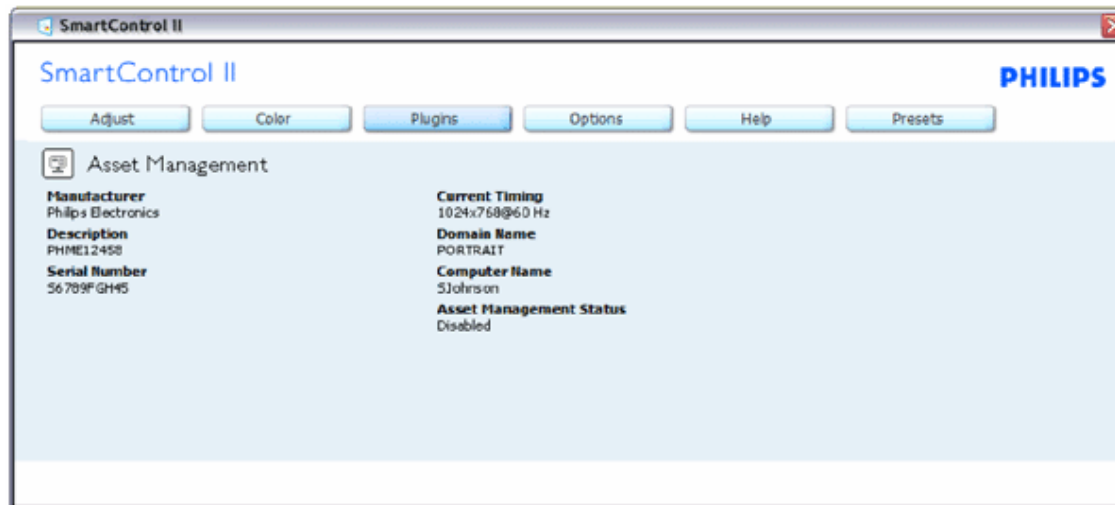 SmartControl II
SmartControl II
PHILIPS
Adjust Color Plugins Options Help Presets
Asset Management
Manufacturer
Philips Electronics
Description
PHME12458
Serial Number
S6789FGH45
Current Timing
1024x768@60 Hz
Domain Name
PORTRAIT
Computer Name
SJohnson
Asset Management Status
Disabled